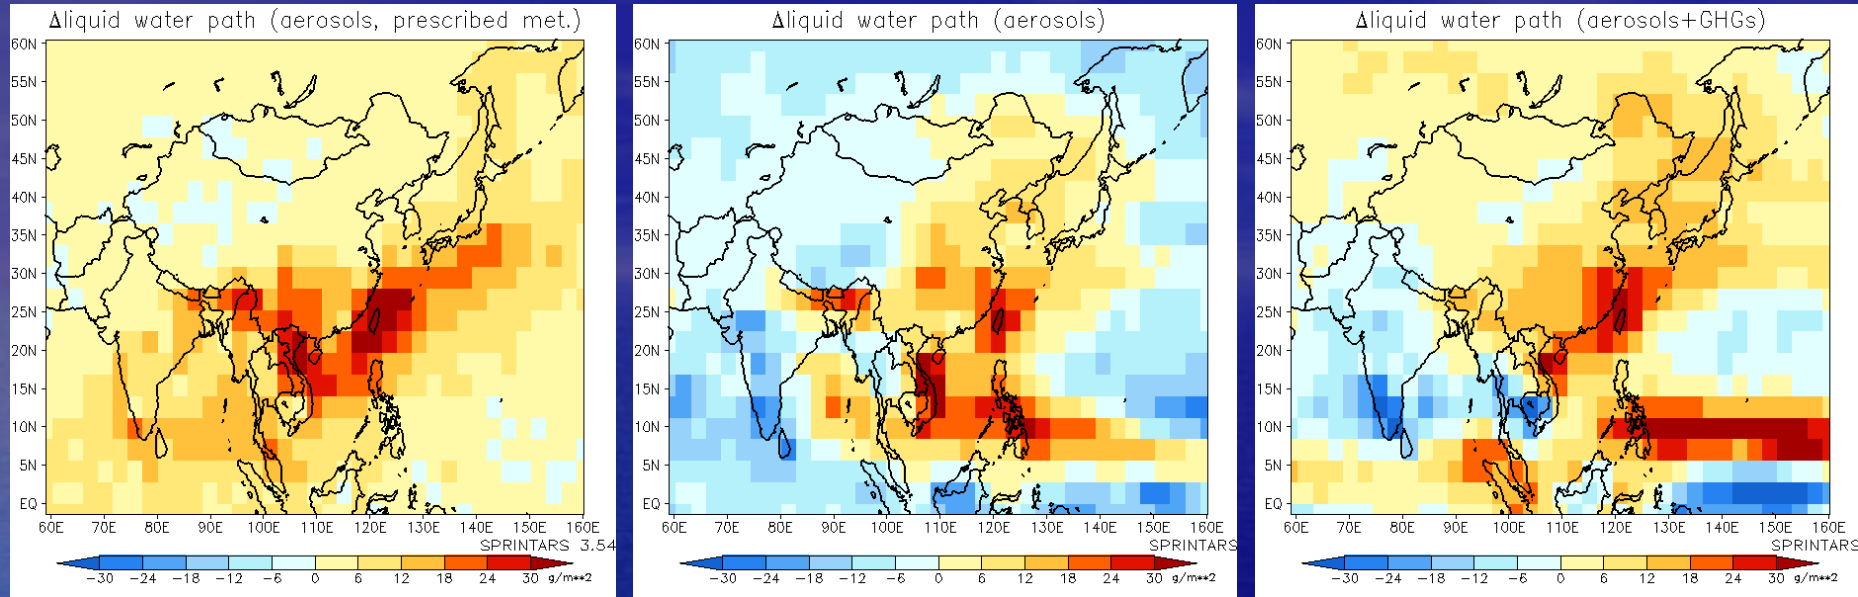 Δliquid water path (aerosols, prescribed met.)
60N
55N
50N
45N
40N
35N
30N
25N
20N
15N
10N
5N
EQ
60E 70E 80E 90E 100E 110E 120E 130E 140E 150E 160E
SPRINTARS 3.54
-30 -24 -18 -12 -6 0 6 12 18 24 30 g/m**2
Δliquid water path (aerosols)
60N
55N
50N
45N
40N
35N
30N
25N
20N
15N
10N
5N
EQ
60E 70E 80E 90E 100E 110E 120E 130E 140E 150E 160E
SPRINTARS
-30 -24 -18 -12 -6 0 6 12 18 24 30 g/m**2
Δliquid water path (aerosols+GHGs)
60N
55N
50N
45N
40N
35N
30N
25N
20N
15N
10N
5N
EQ
60E 70E 80E 90E 100E 110E 120E 130E 140E 150E 160E
SPRINTARS
-30 -24 -18 -12 -6 0 6 12 18 24 30 g/m**2